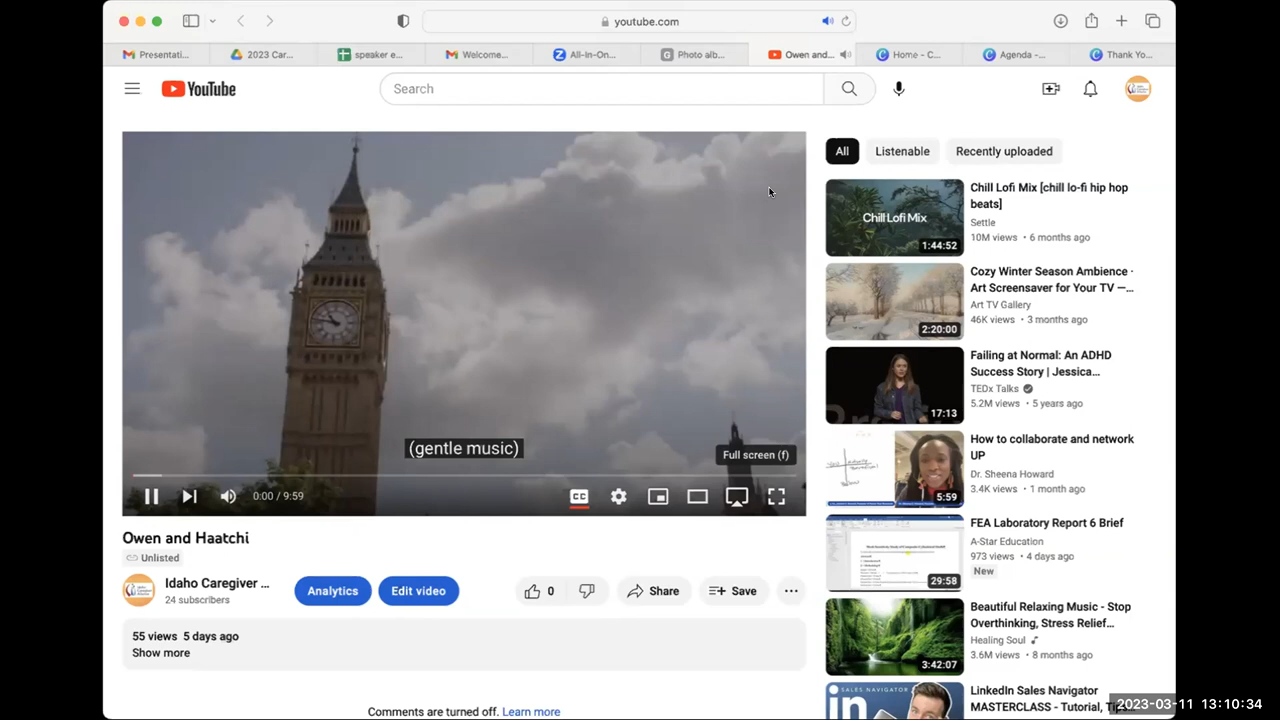 youtube.com
Presentati...
2023 Car...
speaker e...
Welcome...
All-In-On...
Photo alb...
Owen and...
Home - C...
Agenda -...
Thank Yo...
YouTube
Search
All
Listenable
Recently uploaded
(gentle music)
Full screen (f)
0:00 / 9:59
CC
Owen and Haatchi
Unlisted
Idaho Caregiver ...
24 subscribers
Analytics
Edit video
0
Share
Save
55 views 5 days ago
Show more
Comments are turned off. Learn more
Chill Lofi Mix
1:44:52
Chill Lofi Mix [chill lo-fi hip hop
beats]
Settle
10M views • 6 months ago
2:20:00
Cozy Winter Season Ambience ·
Art Screensaver for Your TV —...
Art TV Gallery
46K views • 3 months ago
17:13
Failing at Normal: An ADHD
Success Story | Jessica...
TEDx Talks
5.2M views • 5 years ago
5:59
How to collaborate and network
UP
Dr. Sheena Howard
3.4K views • 1 month ago
29:58
FEA Laboratory Report 6 Brief
A-Star Education
973 views • 4 days ago
New
3:42:07
Beautiful Relaxing Music - Stop
Overthinking, Stress Relief...
Healing Soul
3.6M views • 8 months ago
SALES NAVIGATOR
in
LinkedIn Sales Navigator
MASTERCLASS - Tutorial,
2023-03-11 13:10:34